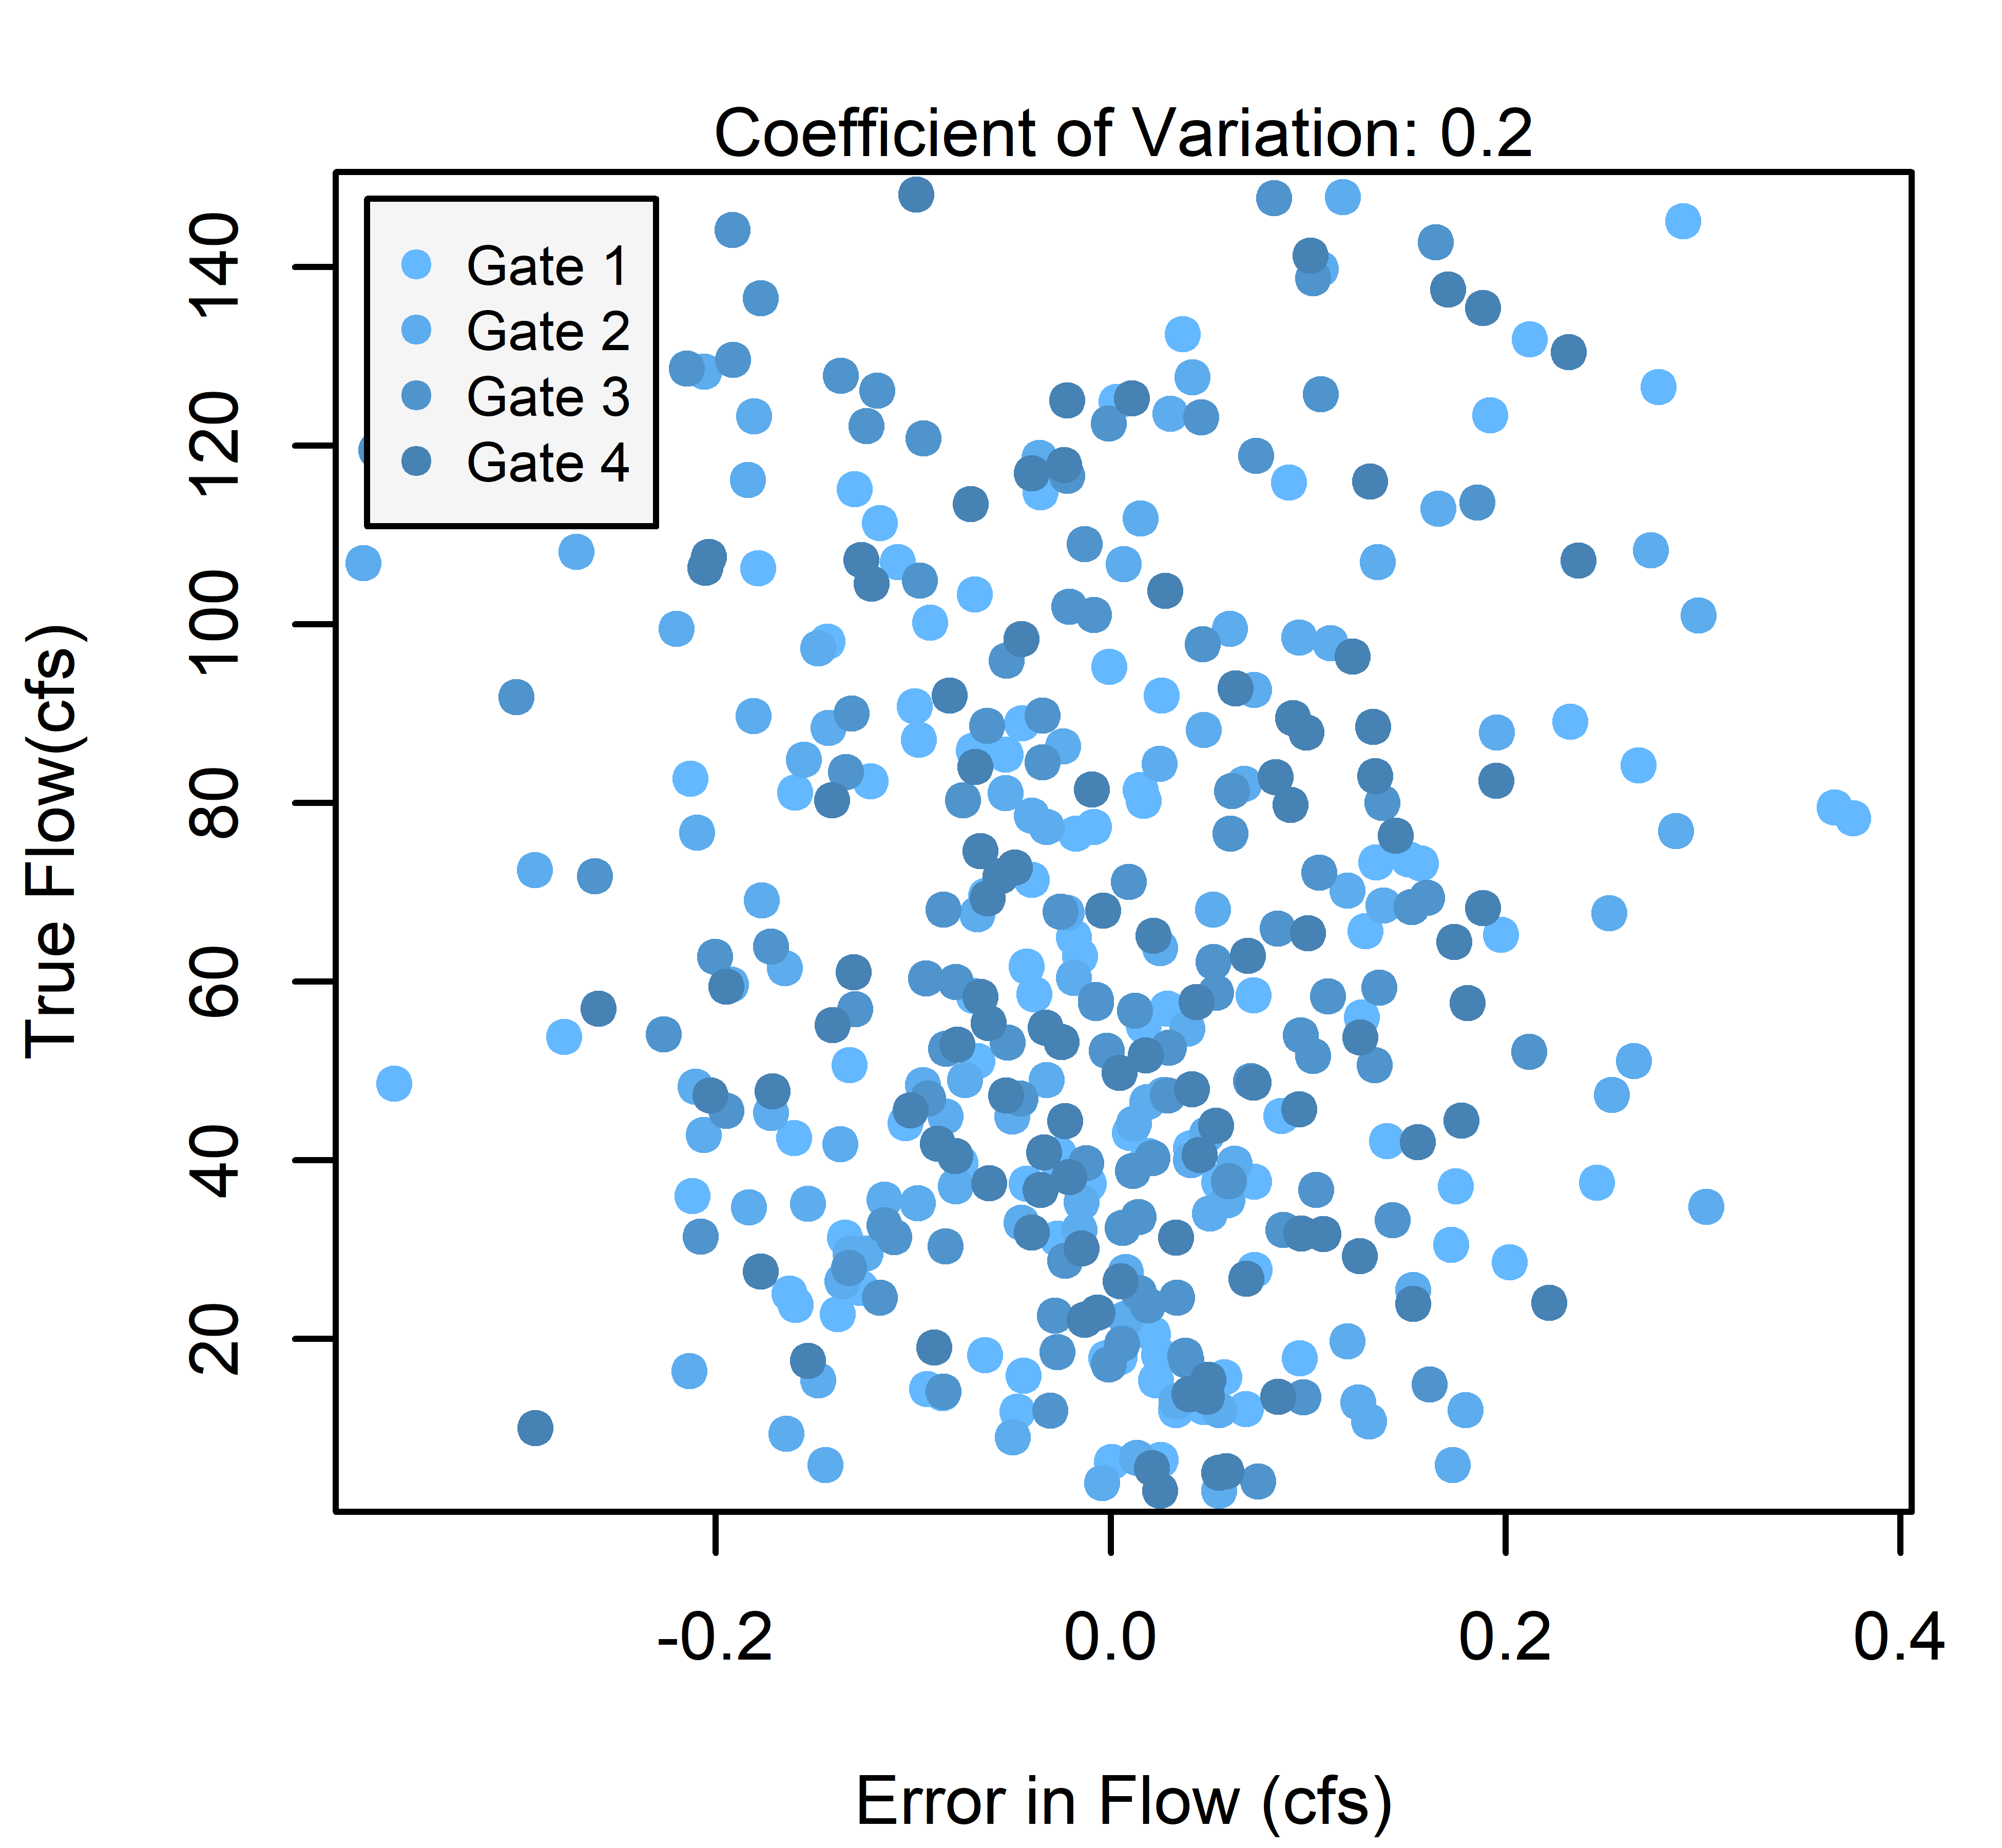 Coefficient of Variation: 0.2
Gate 1
Gate 2
Gate 3
Gate 4
True Flow(cfs)
140
120
100
80
60
40
20
-0.2 0.0 0.2 0.4
Error in Flow (cfs)